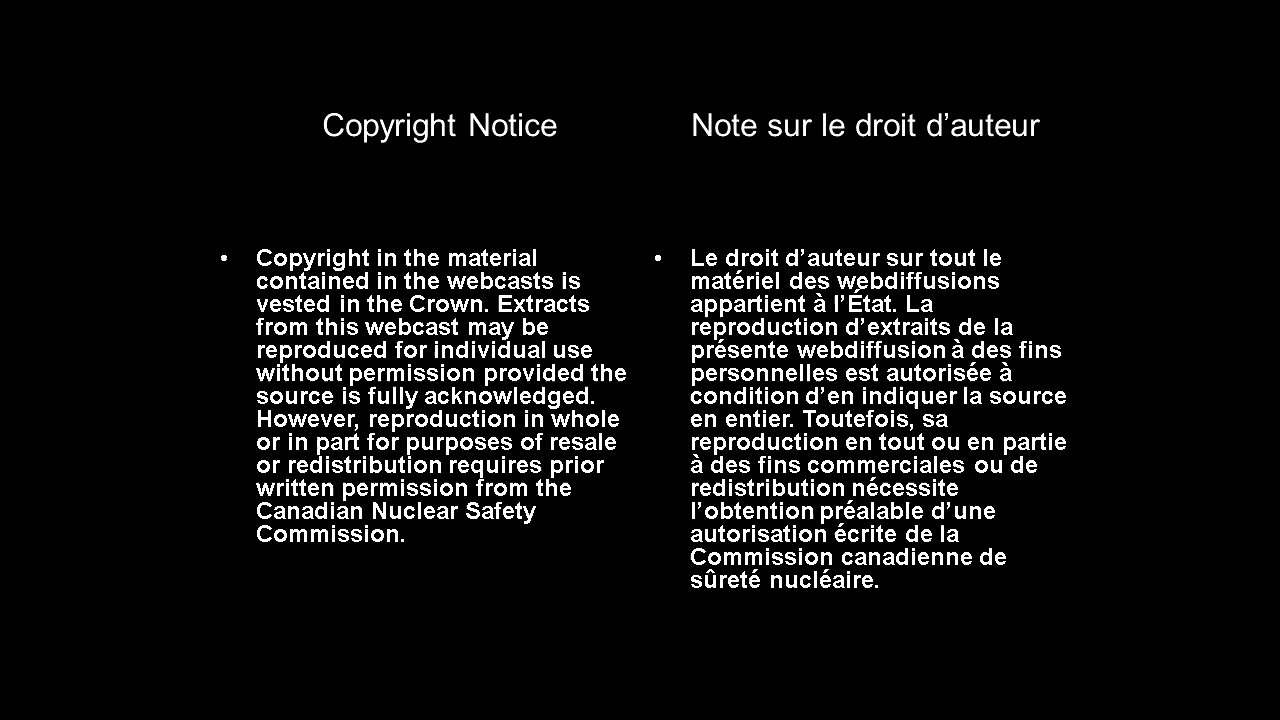 Copyright Notice
• Copyright in the material
contained in the webcasts is
vested in the Crown. Extracts
from this webcast may be
reproduced for individual use
without permission provided the
source is fully acknowledged.
However, reproduction in whole
or in part for purposes of resale
or redistribution requires prior
written permission from the
Canadian Nuclear Safety
Commission.
Note sur le droit d’auteur
• Le droit d’auteur sur tout le
matériel des webdiffusions
appartient à l’État. La
reproduction d’extraits de la
présente webdiffusion à des fins
personnelles est autorisée à
condition d’en indiquer la source
en entier. Toutefois, sa
reproduction en tout ou en partie
à des fins commerciales ou de
redistribution nécessite
l’obtention préalable d’une
autorisation écrite de la
Commission canadienne de
sûreté nucléaire.